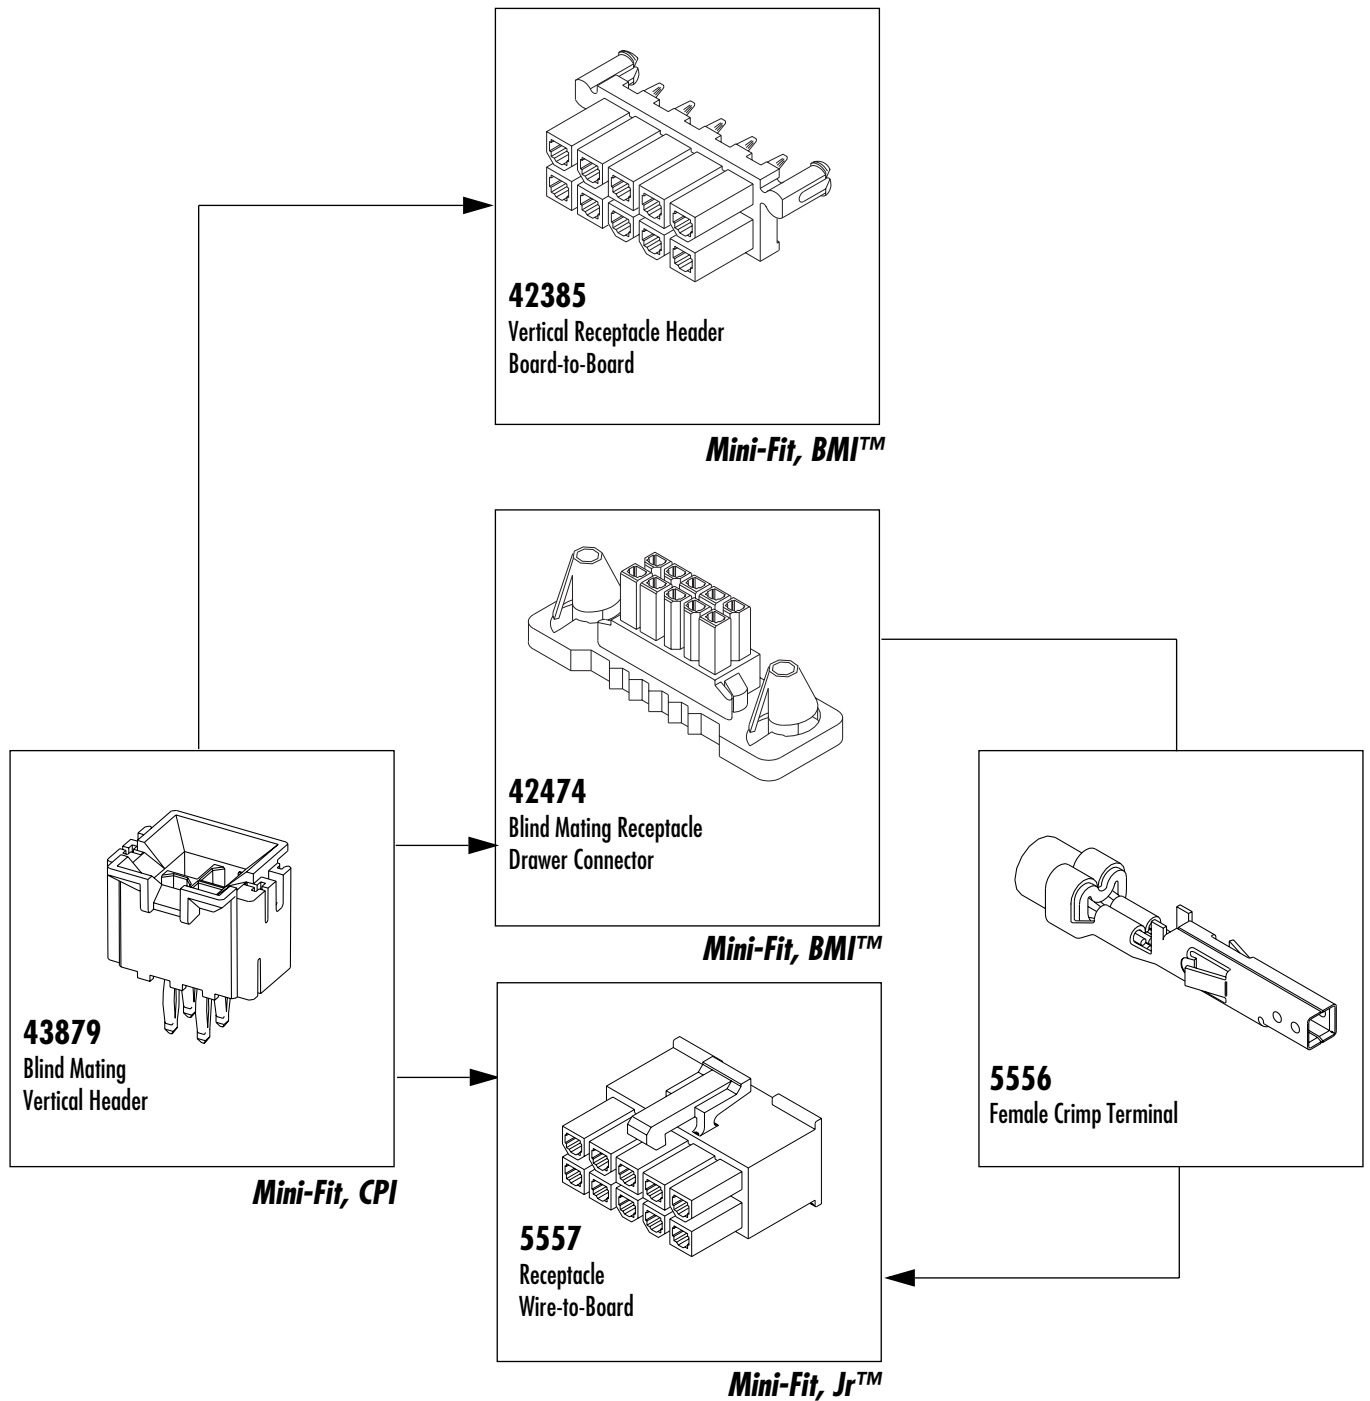 42385
Vertical Receptacle Header
Board-to-Board
Mini-Fit, BMI™
42474
Blind Mating Receptacle
Drawer Connector
Mini-Fit, BMI™
43879
Blind Mating
Vertical Header
Mini-Fit, CPI
5556
Female Crimp Terminal
5557
Receptacle
Wire-to-Board
Mini-Fit, Jr™